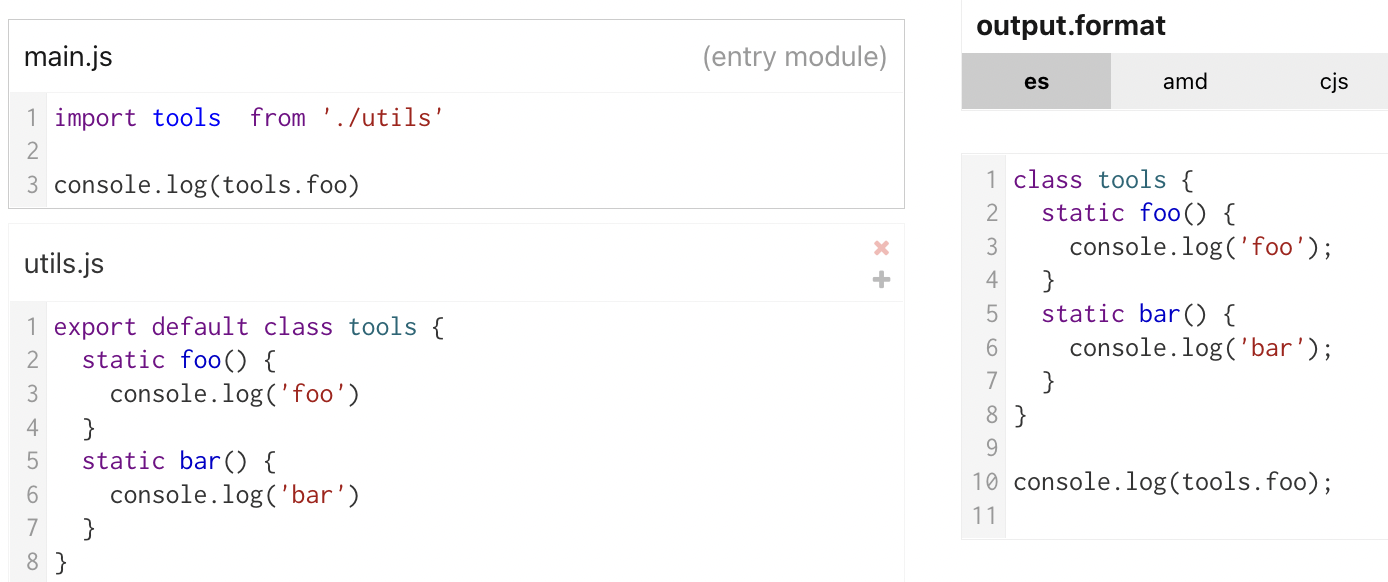 main.js
(entry module)
1 import tools  from './utils'
2
3 console.log(tools.foo)
utils.js
1 export default class tools {
2   static foo() {
3     console.log('foo')
4   }
5   static bar() {
6     console.log('bar')
7   }
8 }
output.format
es amd cjs
1 class tools {
2   static foo() {
3     console.log('foo');
4   }
5   static bar() {
6     console.log('bar');
7   }
8 }
9
10 console.log(tools.foo);
11